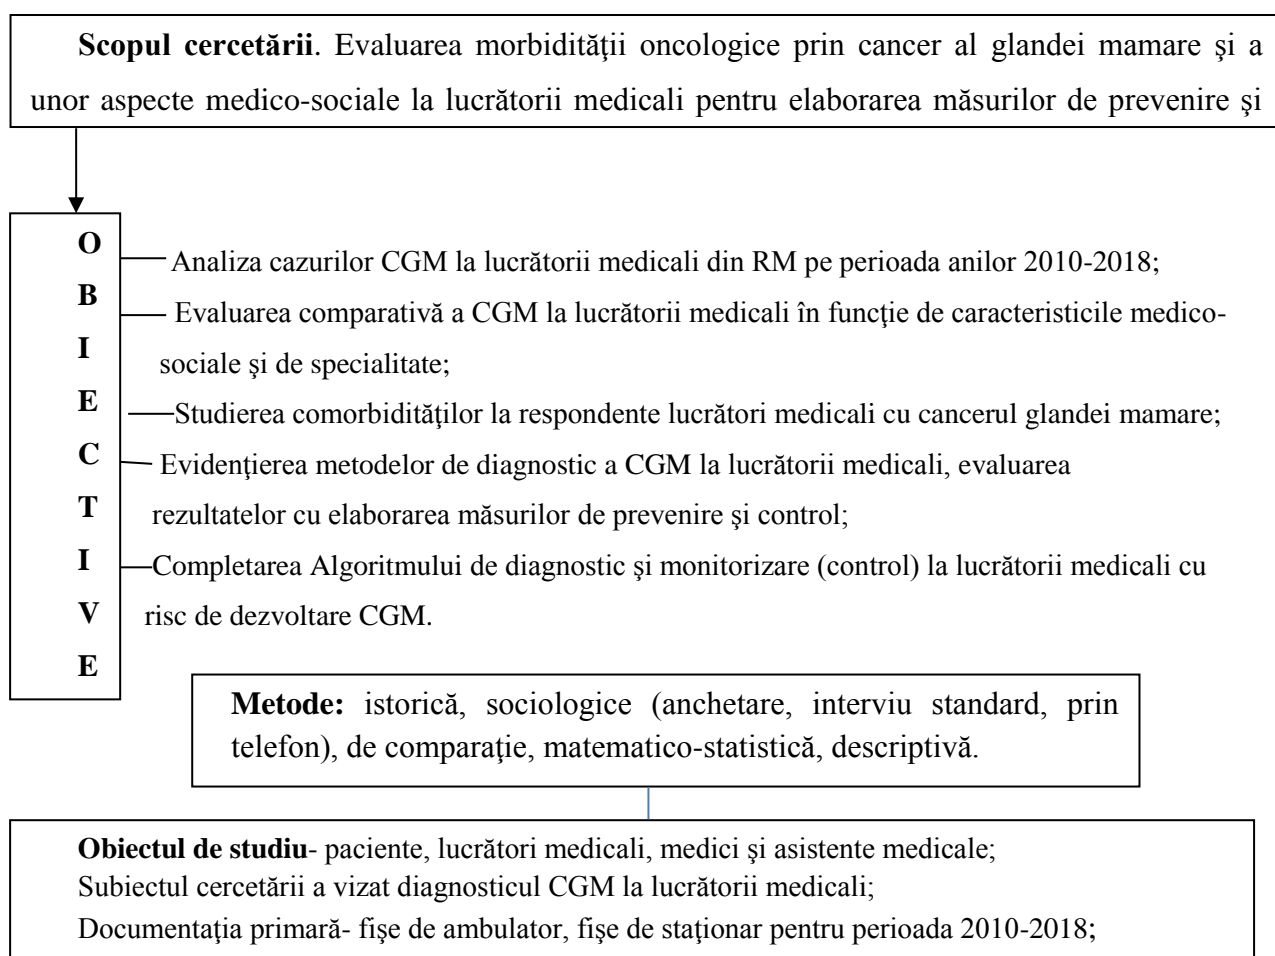 Scopul cercetării. Evaluarea morbidităţii oncologice prin cancer al glandei mamare şi a
unor aspecte medico-sociale la lucrătorii medicali pentru elaborarea măsurilor de prevenire şi
O
B
I
E
C
T
I
V
E
Analiza cazurilor CGM la lucrătorii medicali din RM pe perioada anilor 2010-2018;
Evaluarea comparativă a CGM la lucrătorii medicali în funcţie de caracteristicile medico-
sociale şi de specialitate;
Studierea comorbidităţilor la respondente lucrători medicali cu cancerul glandei mamare;
Evidenţierea metodelor de diagnostic a CGM la lucrătorii medicali, evaluarea
rezultatelor cu elaborarea măsurilor de prevenire şi control;
Completarea Algoritmului de diagnostic şi monitorizare (control) la lucrătorii medicali cu
risc de dezvoltare CGM.
Metode: istorică, sociologice (anchetare, interviu standard, prin
telefon), de comparaţie, matematico-statistică, descriptivă.
Obiectul de studiu- paciente, lucrători medicali, medici şi asistente medicale;
Subiectul cercetării a vizat diagnosticul CGM la lucrătorii medicali;
Documentaţia primară- fişe de ambulator, fişe de staţionar pentru perioada 2010-2018;